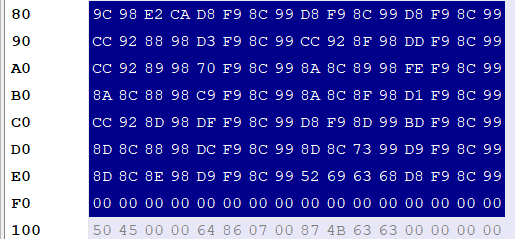 80 9C 98 E2 CA D8 F9 8C 99 D8 F9 8C 99 D8 F9 8C 99
90 CC 92 88 98 D3 F9 8C 99 CC 92 8F 98 DD F9 8C 99
A0 CC 92 89 98 70 F9 8C 99 8A 8C 89 98 FE F9 8C 99
B0 8A 8C 88 98 C9 F9 8C 99 8A 8C 8F 98 D1 F9 8C 99
C0 CC 92 8D 98 DF F9 8C 99 D8 F9 8D 99 BD F9 8C 99
D0 8D 8C 88 98 DC F9 8C 99 8D 8C 73 99 D9 F9 8C 99
E0 8D 8C 8E 98 D9 F9 8C 99 52 69 63 68 D8 F9 8C 99
F0 00 00 00 00 00 00 00 00 00 00 00 00 00 00 00 00
100 50 45 00 00 64 86 07 00 87 4B 63 63 00 00 00 00